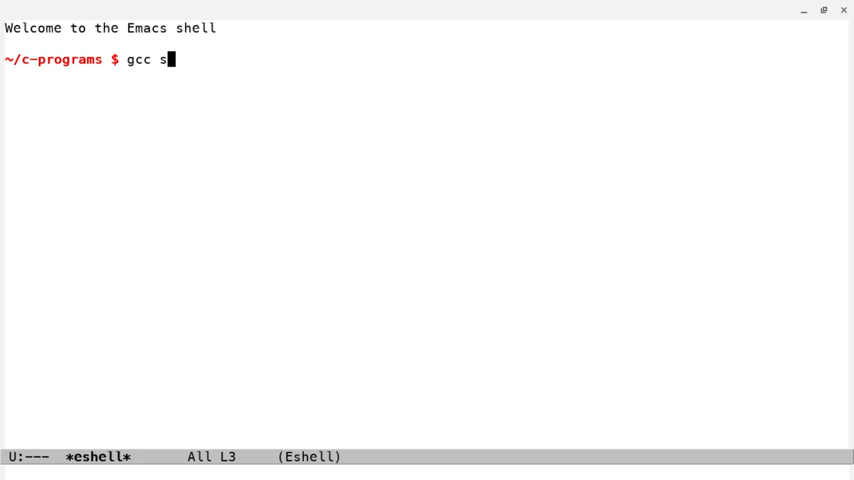 Welcome to the Emacs shell
~/c-programs $ gcc s
U:--- *eshell* All L3 (Eshell)